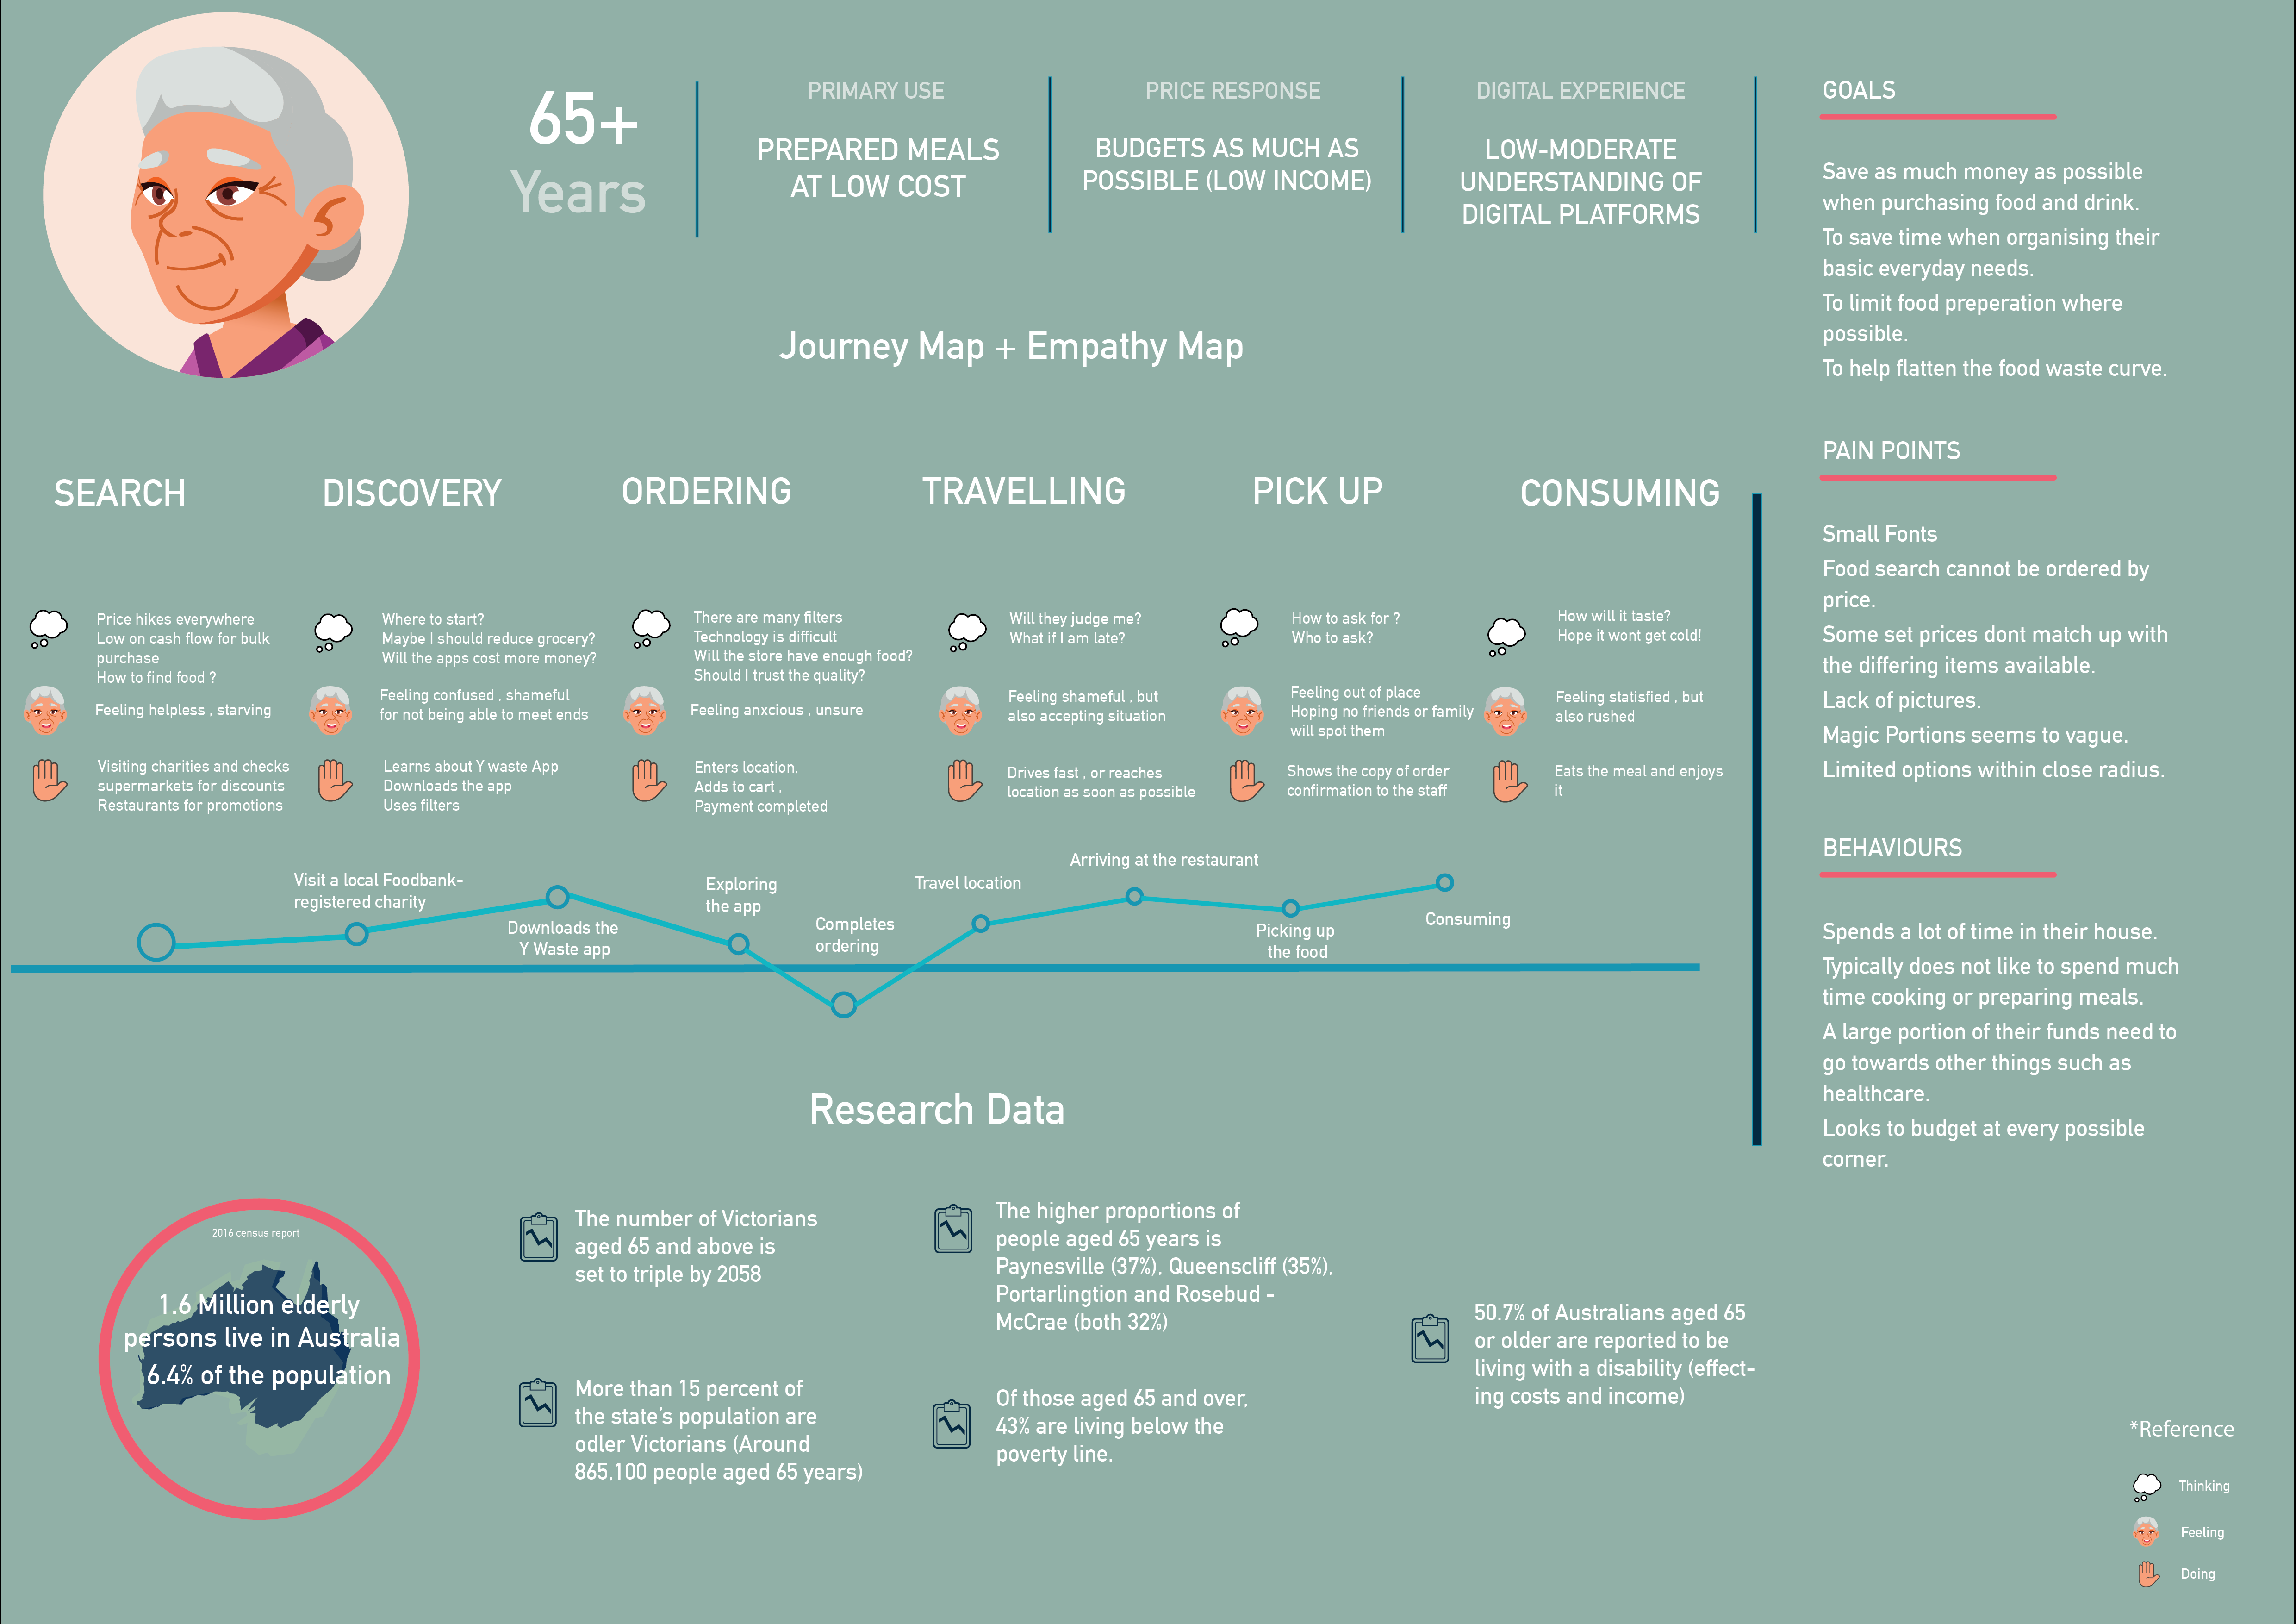 65+
Years
PRIMARY USE
PREPARED MEALS
AT LOW COST
PRICE RESPONSE
BUDGETS AS MUCH AS
POSSIBLE (LOW INCOME)
DIGITAL EXPERIENCE
LOW-MODERATE
UNDERSTANDING OF
DIGITAL PLATFORMS
Journey Map + Empathy Map
SEARCH
DISCOVERY
ORDERING
TRAVELLING
PICK UP
CONSUMING
Price hikes everywhere
Low on cash flow for bulk
purchase
How to find food ?
Where to start?
Maybe I should reduce grocery?
Will the apps cost more money?
There are many filters
Technology is difficult
Will the store have enough food?
Should I trust the quality?
Will they judge me?
What if I am late?
How to ask for ?
Who to ask?
How will it taste?
Hope it wont get cold!
Feeling helpless , starving
Feeling confused , shameful
for not being able to meet ends
Feeling anxcious , unsure
Feeling shameful , but
also accepting situation
Feeling out of place
Hoping no friends or family
will spot them
Feeling statisfied , but
also rushed
Visiting charities and checks
supermarkets for discounts
Restaurants for promotions
Learns about Y waste App
Downloads the app
Uses filters
Enters location,
Adds to cart ,
Payment completed
Drives fast , or reaches
location as soon as possible
Shows the copy of order
confirmation to the staff
Eats the meal and enjoys
it
Visit a local Foodbank-
registered charity
Downloads the
Y Waste app
Exploring
the app
Completes
ordering
Travel location
Arriving at the restaurant
Picking up
the food
Consuming
Research Data
2016 census report
1.6 Million elderly
persons live in Australia
6.4% of the population
The number of Victorians
aged 65 and above is
set to triple by 2058
More than 15 percent of
the state's population are
odler Victorians (Around
865,100 people aged 65 years)
The higher proportions of
people aged 65 years is
Paynesville (37%), Queenscliff (35%),
Portarlingtion and Rosebud -
McCrae (both 32%)
Of those aged 65 and over,
43% are living below the
poverty line.
50.7% of Australians aged 65
or older are reported to be
living with a disability (effect-
ing costs and income)
GOALS
Save as much money as possible
when purchasing food and drink.
To save time when organising their
basic everyday needs.
To limit food preperation where
possible.
To help flatten the food waste curve.
PAIN POINTS
Small Fonts
Food search cannot be ordered by
price.
Some set prices dont match up with
the differing items available.
Lack of pictures.
Magic Portions seems to vague.
Limited options within close radius.
BEHAVIOURS
Spends a lot of time in their house.
Typically does not like to spend much
time cooking or preparing meals.
A large portion of their funds need to
go towards other things such as
healthcare.
Looks to budget at every possible
corner.
*Reference
Thinking
Feeling
Doing